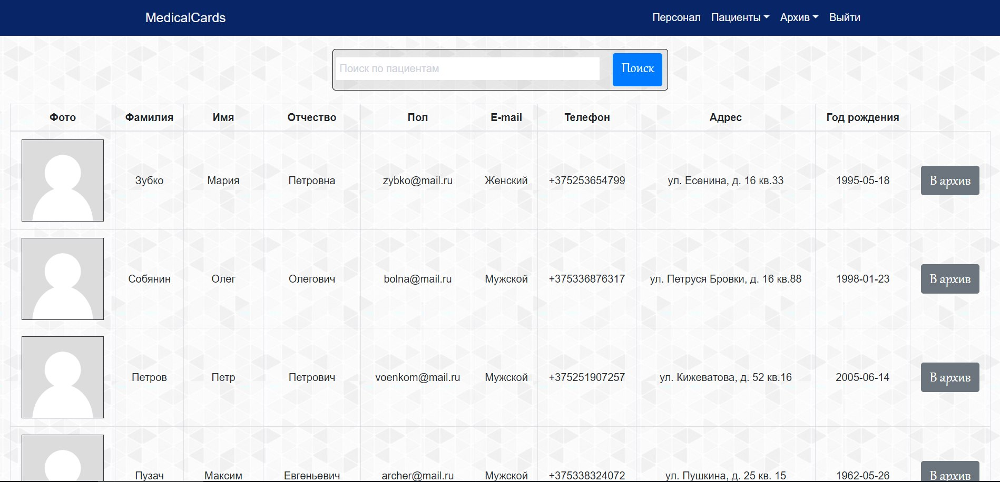 MedicalCards Персонал Пациенты Архив Выйти
Поиск по пациентам Поиск
Фото Фамилия Имя Отчество Пол E-mail Телефон Адрес Год рождения
Зубко Мария Петровна zybko@mail.ru Женский +375253654799 ул. Есенина, д. 16 кв.33 1995-05-18 В архив
Собянин Олег Олегович bolna@mail.ru Мужской +375336876317 ул. Петруся Бровки, д. 16 кв.88 1998-01-23 В архив
Петров Петр Петрович voenkom@mail.ru Мужской +375251907257 ул. Кижеватова, д. 52 кв.16 2005-06-14 В архив
Пузач Максим Евгеньевич archer@mail.ru Мужской +375338324072 ул. Пушкина, д. 25 кв. 15 1962-05-26 В архив